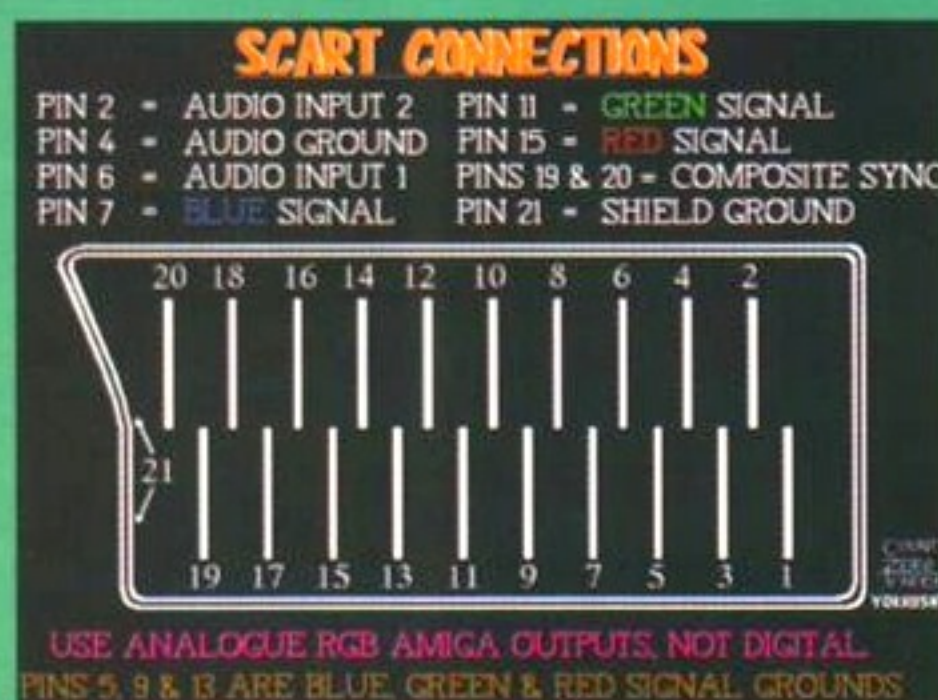 SCART CONNECTIONS
PIN 2 - AUDIO INPUT 2
PIN 4 - AUDIO GROUND
PIN 6 - AUDIO INPUT 1
PIN 7 - BLUE SIGNAL
PIN 11 - GREEN SIGNAL
PIN 15 - RED SIGNAL
PINS 19 & 20 = COMPOSITE SYNC
PIN 21 - SHIELD GROUND
20 18 16 14 12 10 8 6 4 2
21
19 17 15 13 11 9 7 5 3 1
USE ANALOGUE RGB AMIGA OUTPUTS, NOT DIGITAL.
PINS 5, 9 & 13 ARE BLUE, GREEN & RED SIGNAL GROUNDS